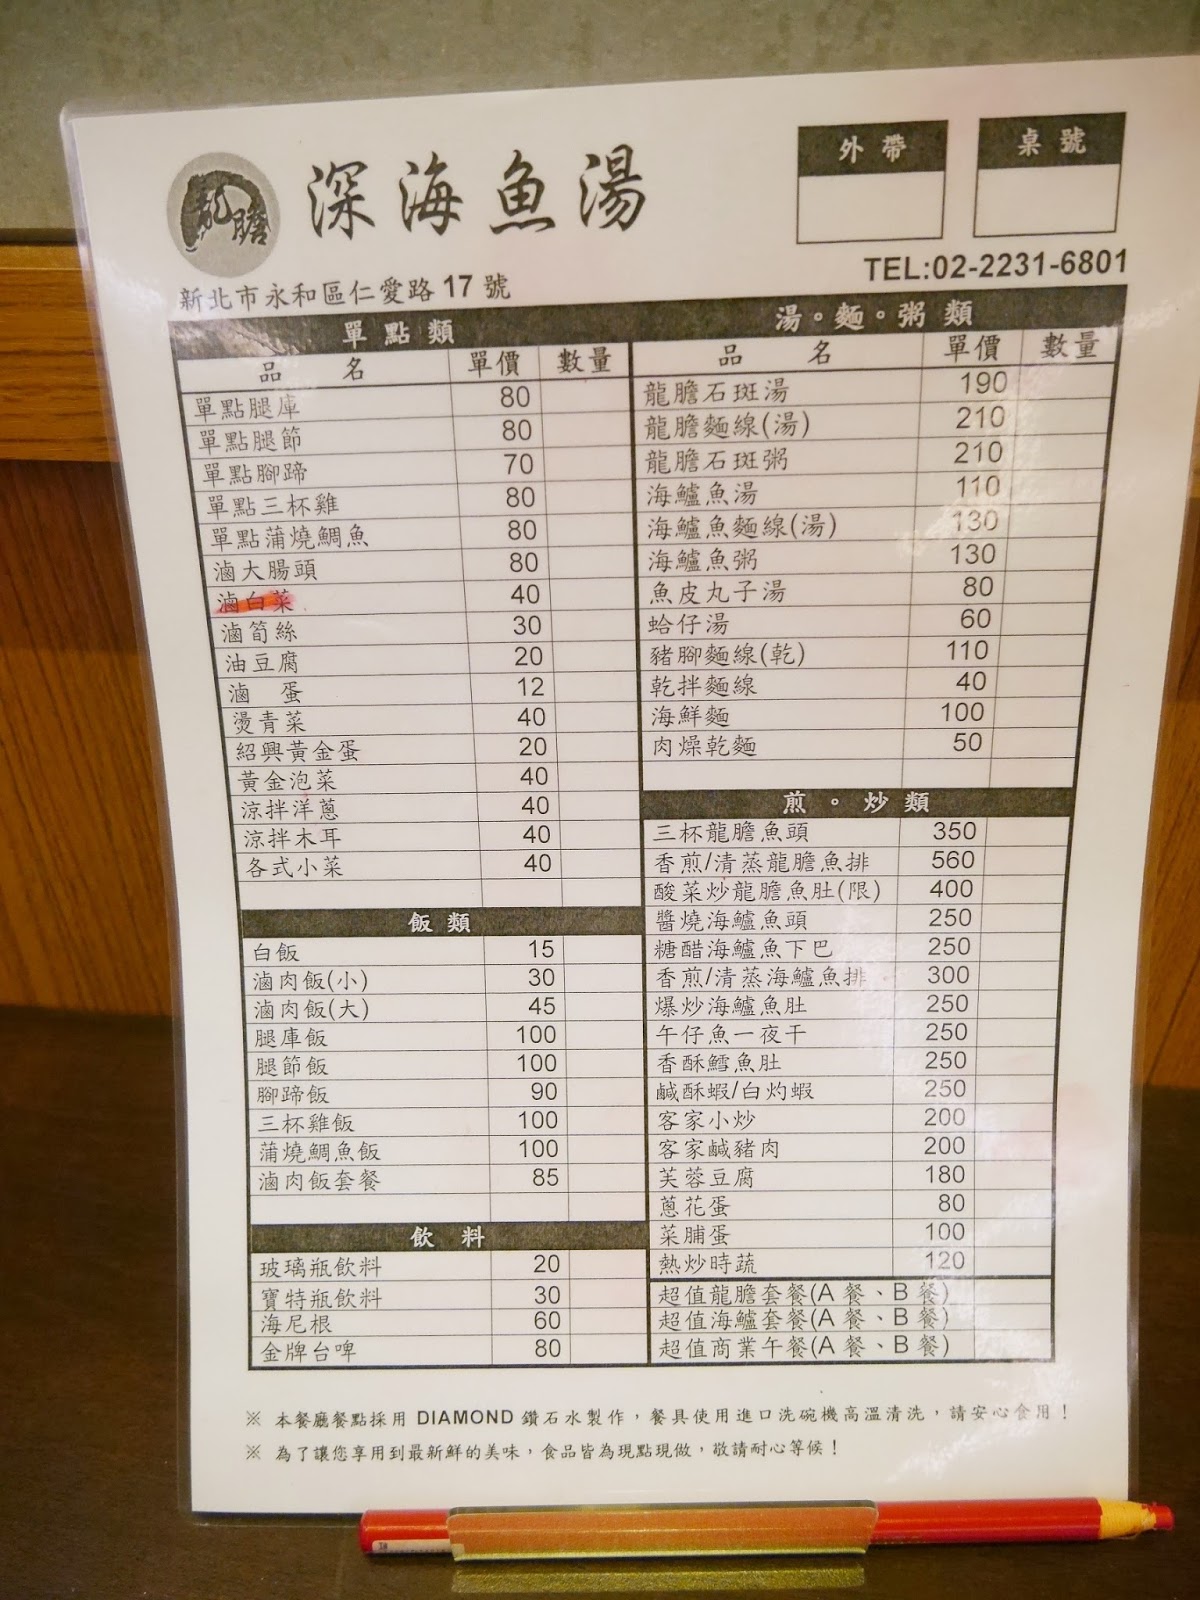 龍膽
深海魚湯
外帶
桌號
新北市永和區仁愛路 17 號
TEL:02-2231-6801
單點類
品 名 單價 數量
單點腿庫 80
單點腿節 80
單點腳蹄 70
單點三杯雞 80
單點蒲燒鯛魚 80
滷大腸頭 80
滷白菜 40
滷筍絲 30
油豆腐 20
滷 蛋 12
燙青菜 40
紹興黃金蛋 20
黃金泡菜 40
涼拌洋蔥 40
涼拌木耳 40
各式小菜 40
飯類
白飯 15
滷肉飯(小) 30
滷肉飯(大) 45
腿庫飯 100
腿節飯 100
腳蹄飯 90
三杯雞飯 100
蒲燒鯛魚飯 100
滷肉飯套餐 85
飲 料
玻璃瓶飲料 20
寶特瓶飲料 30
海尼根 60
金牌台啤 80
湯。麵。粥類
品 名 單價 數量
龍膽石斑湯 190
龍膽麵線(湯) 210
龍膽石斑粥 210
海鱸魚湯 110
海鱸魚麵線(湯) 130
海鱸魚粥 130
魚皮丸子湯 80
蛤仔湯 60
豬腳麵線(乾) 110
乾拌麵線 40
海鮮麵 100
肉燥乾麵 50
煎。炒類
三杯龍膽魚頭 350
香煎/清蒸龍膽魚排 560
酸菜炒龍膽魚肚(限) 400
醬燒海鱸魚頭 250
糖醋海鱸魚下巴 250
香煎/清蒸海鱸魚排 300
爆炒海鱸魚肚 250
午仔魚一夜干 250
香酥鱈魚肚 250
鹹酥蝦/白灼蝦 250
客家小炒 200
客家鹹豬肉 200
芙蓉豆腐 180
蔥花蛋 80
菜脯蛋 100
熱炒時蔬 120
超值龍膽套餐(A 餐、B 餐)
超值海鱸套餐(A 餐、B 餐)
超值商業午餐(A 餐、B 餐)
※ 本餐廳餐點採用 DIAMOND 鑽石水製作，餐具使用進口洗碗機高溫清洗，請安心食用！
※ 為了讓您享用到最新鮮的美味，食品皆為現點現做，敬請耐心等候！